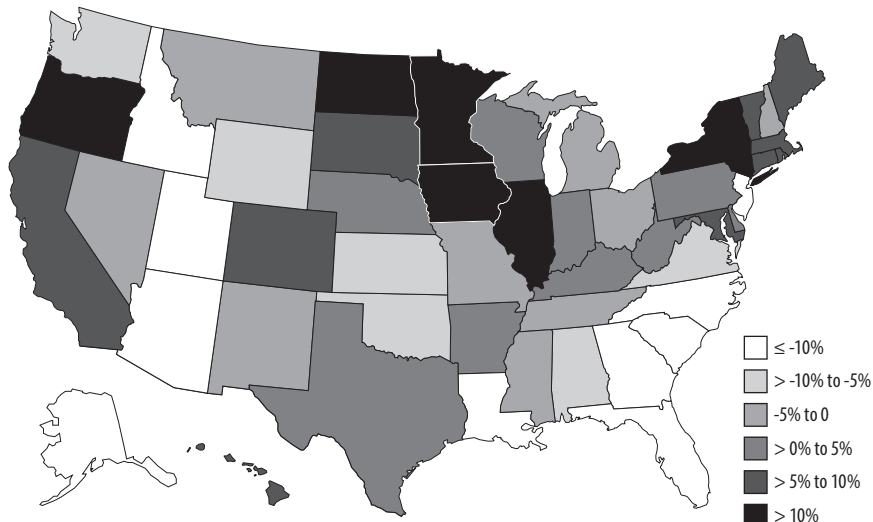 ≤ -10%
> -10% to -5%
-5% to 0
> 0% to 5%
> 5% to 10%
> 10%